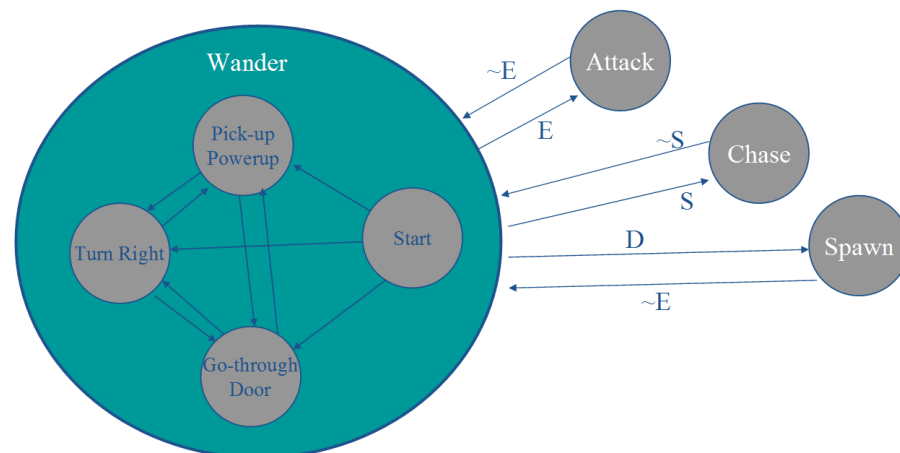 Wander
Attack
~E
E
Pick-up
Powerup
~S
Chase
S
Start
Turn Right
D
Spawn
~E
Go-through
Door